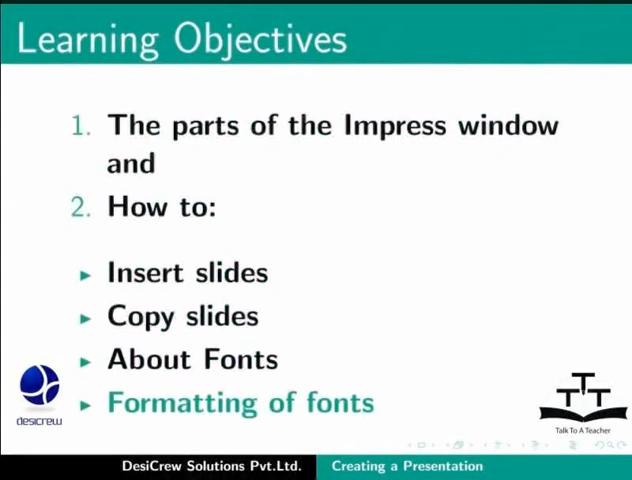 Learning Objectives
1. The parts of the Impress window
and
2. How to:
Insert slides
Copy slides
About Fonts
Formatting of fonts
desicrew
TTT
Talk To A Teacher
DesiCrew Solutions Pvt.Ltd. Creating a Presentation